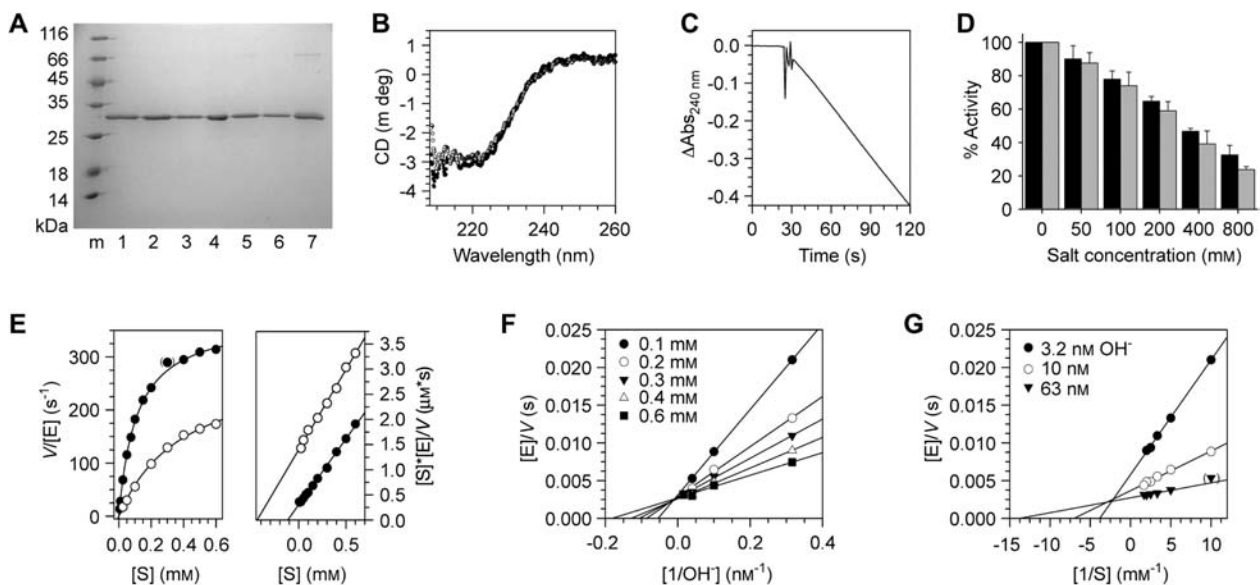 A
116
66
45
35
25
18
14
kDa
m 1 2 3 4 5 6 7
B
CD (m deg)
1
0
-1
-2
-3
-4
220 240 260
Wavelength (nm)
C
ΔAbs240 nm
0.0
-0.1
-0.2
-0.3
-0.4
0 30 60 90 120
Time (s)
D
% Activity
100
80
60
40
20
0
0 50 100 200 400 800
Salt concentration (mM)
E
V/[E] (s-1)
300
200
100
0
0.0 0.2 0.4 0.6
[S] (mM)
3.5
3.0
2.5
2.0
1.5
1.0
0.5
0.0
[S]*[E]/V (μM*s)
0.0 0.5
[S] (mM)
F
[E]/V (s)
0.025
0.020
0.015
0.010
0.005
0.000
0.1 mM
0.2 mM
0.3 mM
0.4 mM
0.6 mM
-0.2 0.0 0.2 0.4
[1/OH-] (nM-1)
G
[E]/V (s)
0.025
0.020
0.015
0.010
0.005
0.000
3.2 nM OH-
10 nM
63 nM
-15 -10 -5 0 5 10
[1/S] (mM-1)